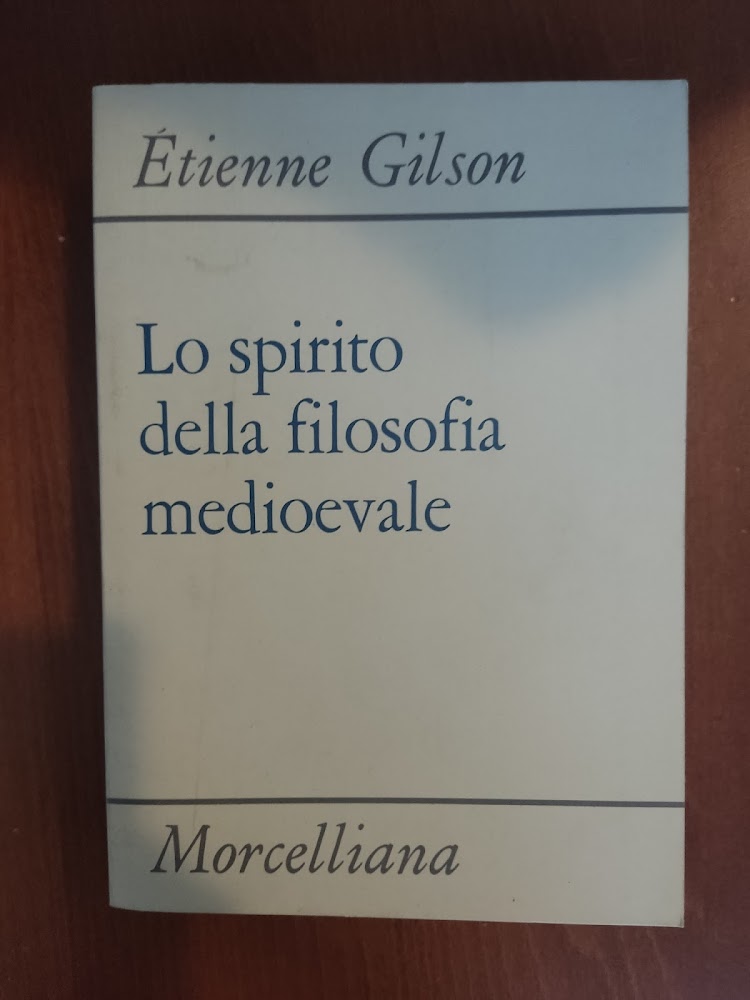 Étienne Gilson
Lo spirito
della filosofia
medioevale
Morcelliana